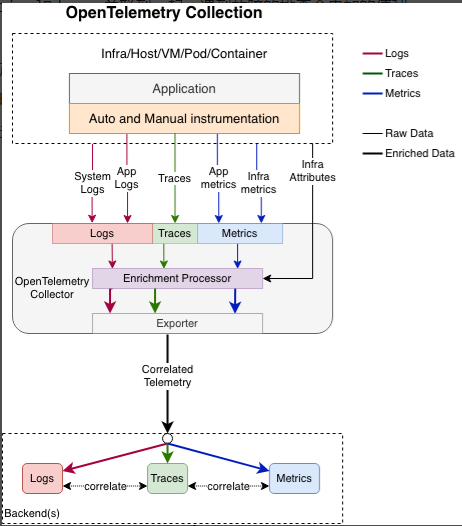 OpenTelemetry Collection
Infra/Host/VM/Pod/Container
Application
Auto and Manual instrumentation
Logs
Traces
Metrics
Raw Data
Enriched Data
System
Logs
App
Logs
Traces
App
metrics
Infra
metrics
Infra
Attributes
Logs
Traces
Metrics
OpenTelemetry
Collector
Enrichment Processor
Exporter
Correlated
Telemetry
Logs
correlate
Traces
correlate
Metrics
Backend(s)